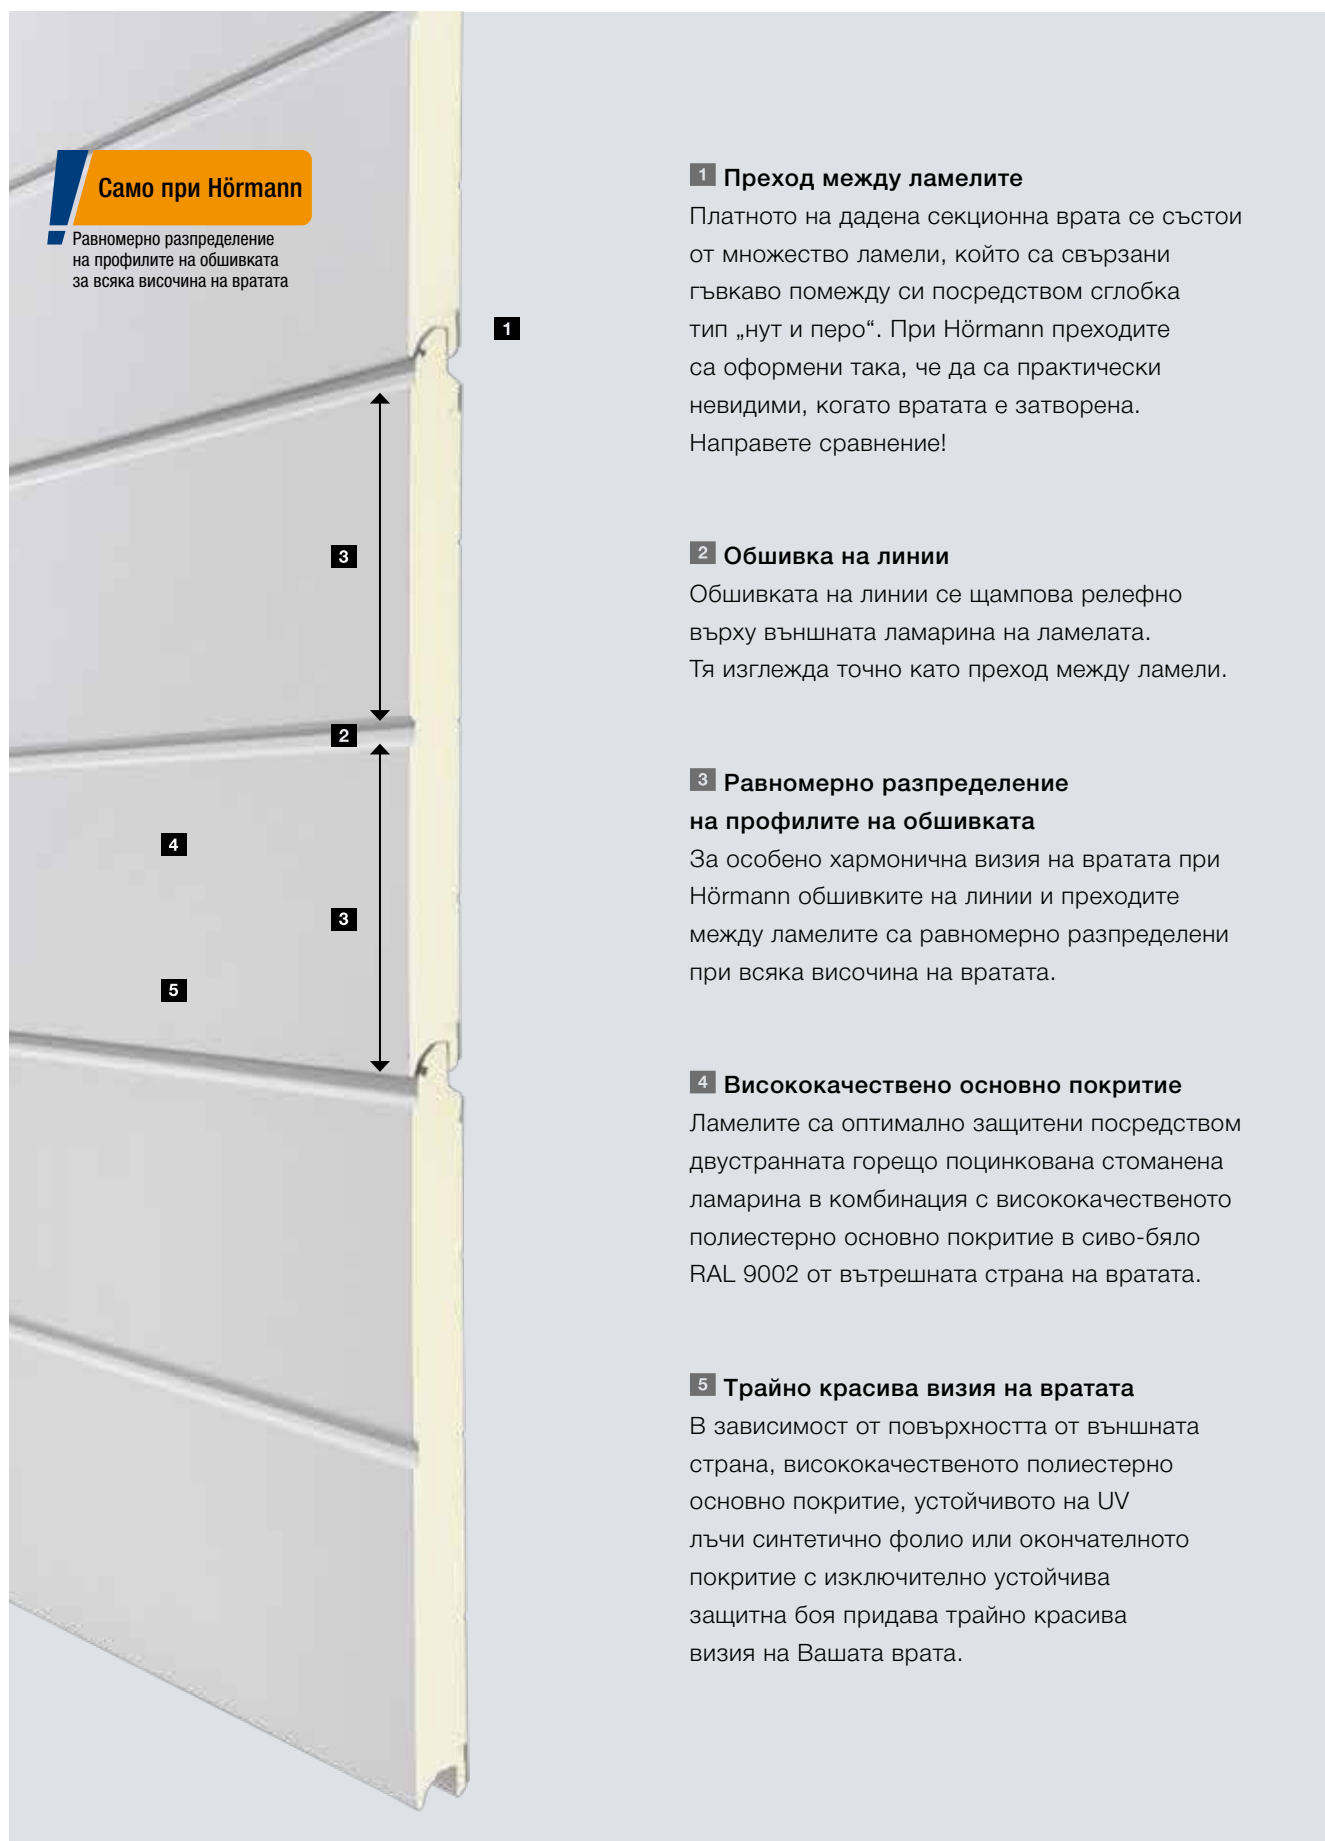 Само при Hörmann
Равномерно разпределение
на профилите на обшивката
за всяка височина на вратата
1
3
2
4
3
5
1 Преход между ламелите
Платното на дадена секционна врата се състои
от множество ламели, който са свързани
гъвкаво помежду си посредством сглобка
тип „нут и перо“. При Hörmann преходите
са оформени така, че да са практически
невидими, когато вратата е затворена.
Направете сравнение!
2 Обшивка на линии
Обшивката на линии се щампова релефно
върху външната ламарина на ламелата.
Тя изглежда точно като преход между ламели.
3 Равномерно разпределение
на профилите на обшивката
За особено хармонична визия на вратата при
Hörmann обшивките на линии и преходите
между ламелите са равномерно разпределени
при всяка височина на вратата.
4 Висококачествено основно покритие
Ламелите са оптимално защитени посредством
двустранната горещо поцинкована стоманена
ламарина в комбинация с висококачественото
полиестерно основно покритие в сиво-бяло
RAL 9002 от вътрешната страна на вратата.
5 Трайно красива визия на вратата
В зависимост от повърхността от външната
страна, висококачественото полиестерно
основно покритие, устойчивото на UV
лъчи синтетично фолио или окончателното
покритие с изключително устойчива
защитна боя придава трайно красива
визия на Вашата врата.